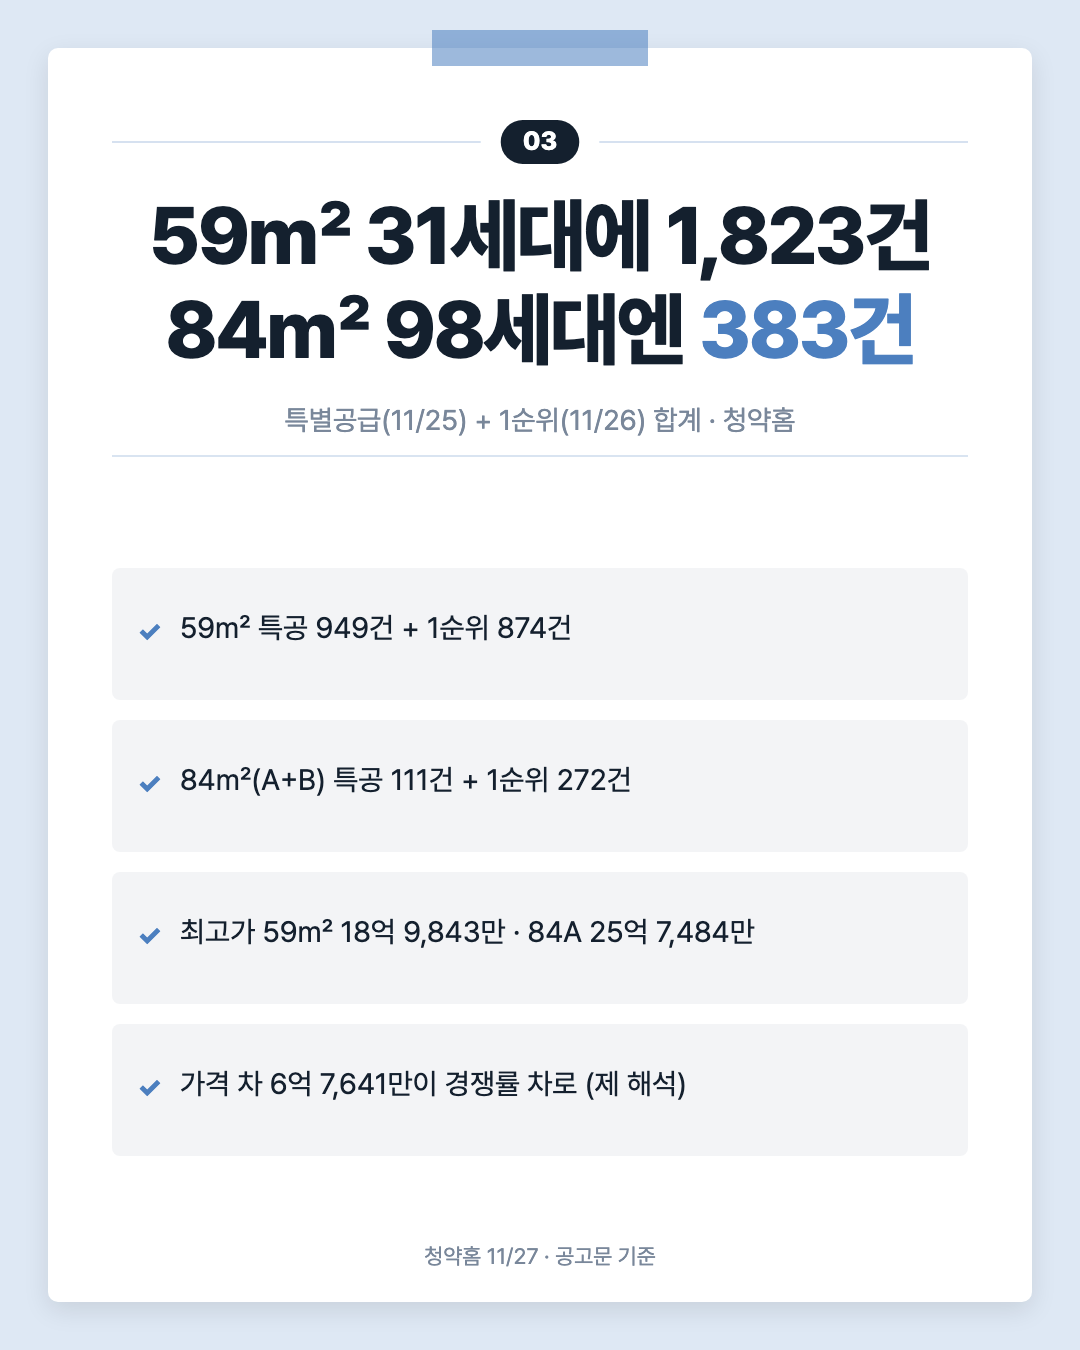 03
59m² 31세대에 1,823건
84m² 98세대엔 383건
특별공급(11/25) + 1순위(11/26) 합계 · 청약홈
59m² 특공 949건 + 1순위 874건
84m²(A+B) 특공 111건 + 1순위 272건
최고가 59m² 18억 9,843만 · 84A 25억 7,484만
가격 차 6억 7,641만이 경쟁률 차로 (제 해석)
청약홈 11/27 · 공고문 기준